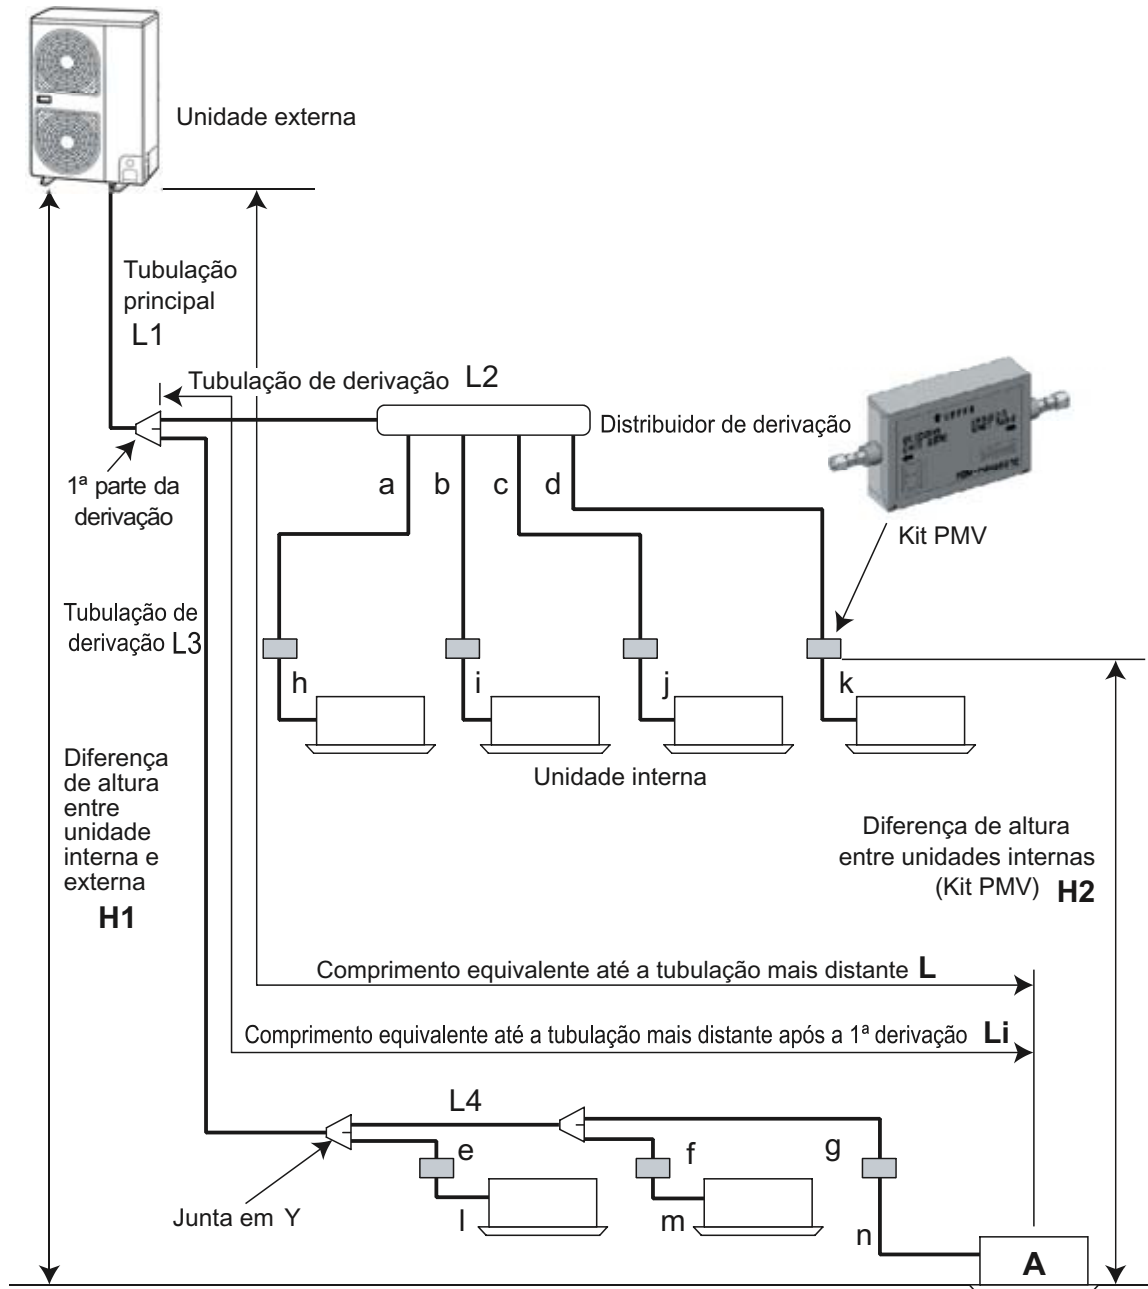 Unidade externa
Tubulação
principal
L1
Tubulação de derivação L2
Distribuidor de derivação
1ª parte da
derivação
a
b
c
d
Kit PMV
Tubulação de
derivação L3
h
i
j
k
Unidade interna
Diferença
de altura
entre
unidade
interna e
externa
H1
Diferença de altura
entre unidades internas
(Kit PMV) H2
Comprimento equivalente até a tubulação mais distante L
Comprimento equivalente até a tubulação mais distante após a 1ª derivação Li
L4
e
f
g
Junta em Y
l
m
n
A